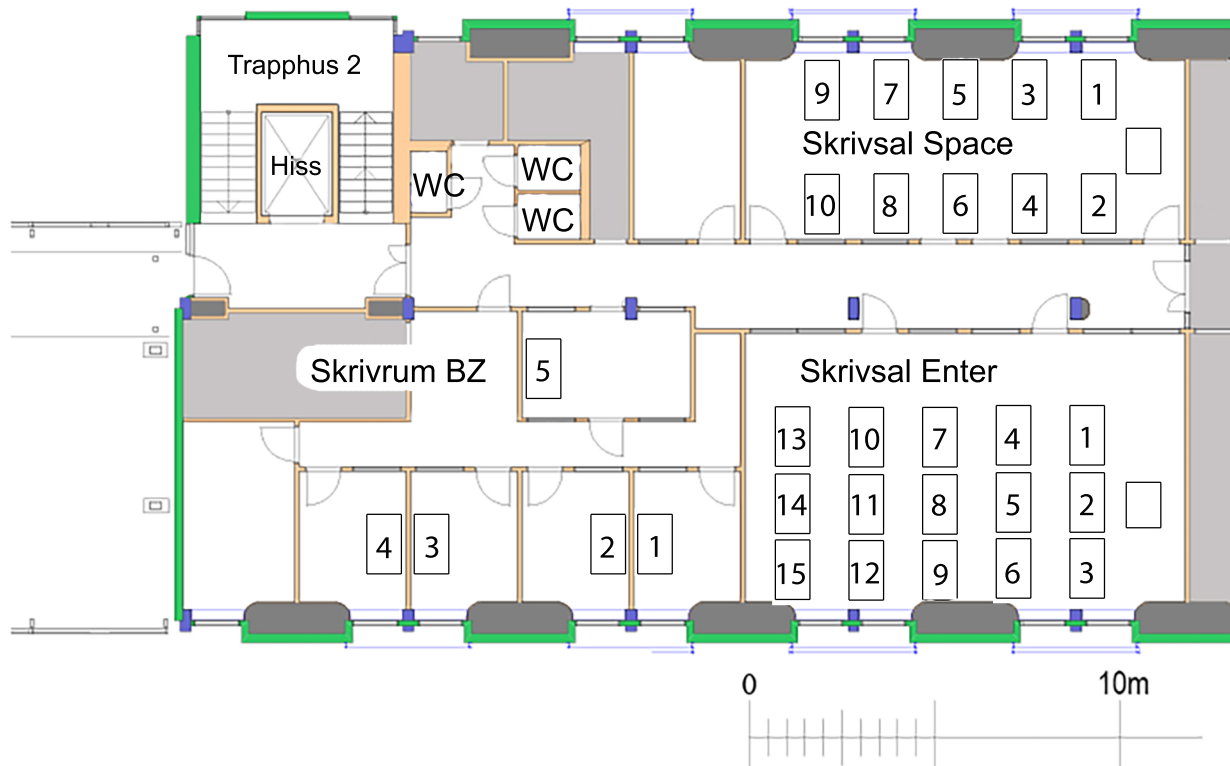 Trapphus 2
Hiss
WC
WC
WC
9 7 5 3 1
Skrivsal Space
10 8 6 4 2
Skrivrum BZ
5
Skrivsal Enter
13 10 7 4 1
14 11 8 5 2
15 12 9 6 3
4 3 2 1
0 10m